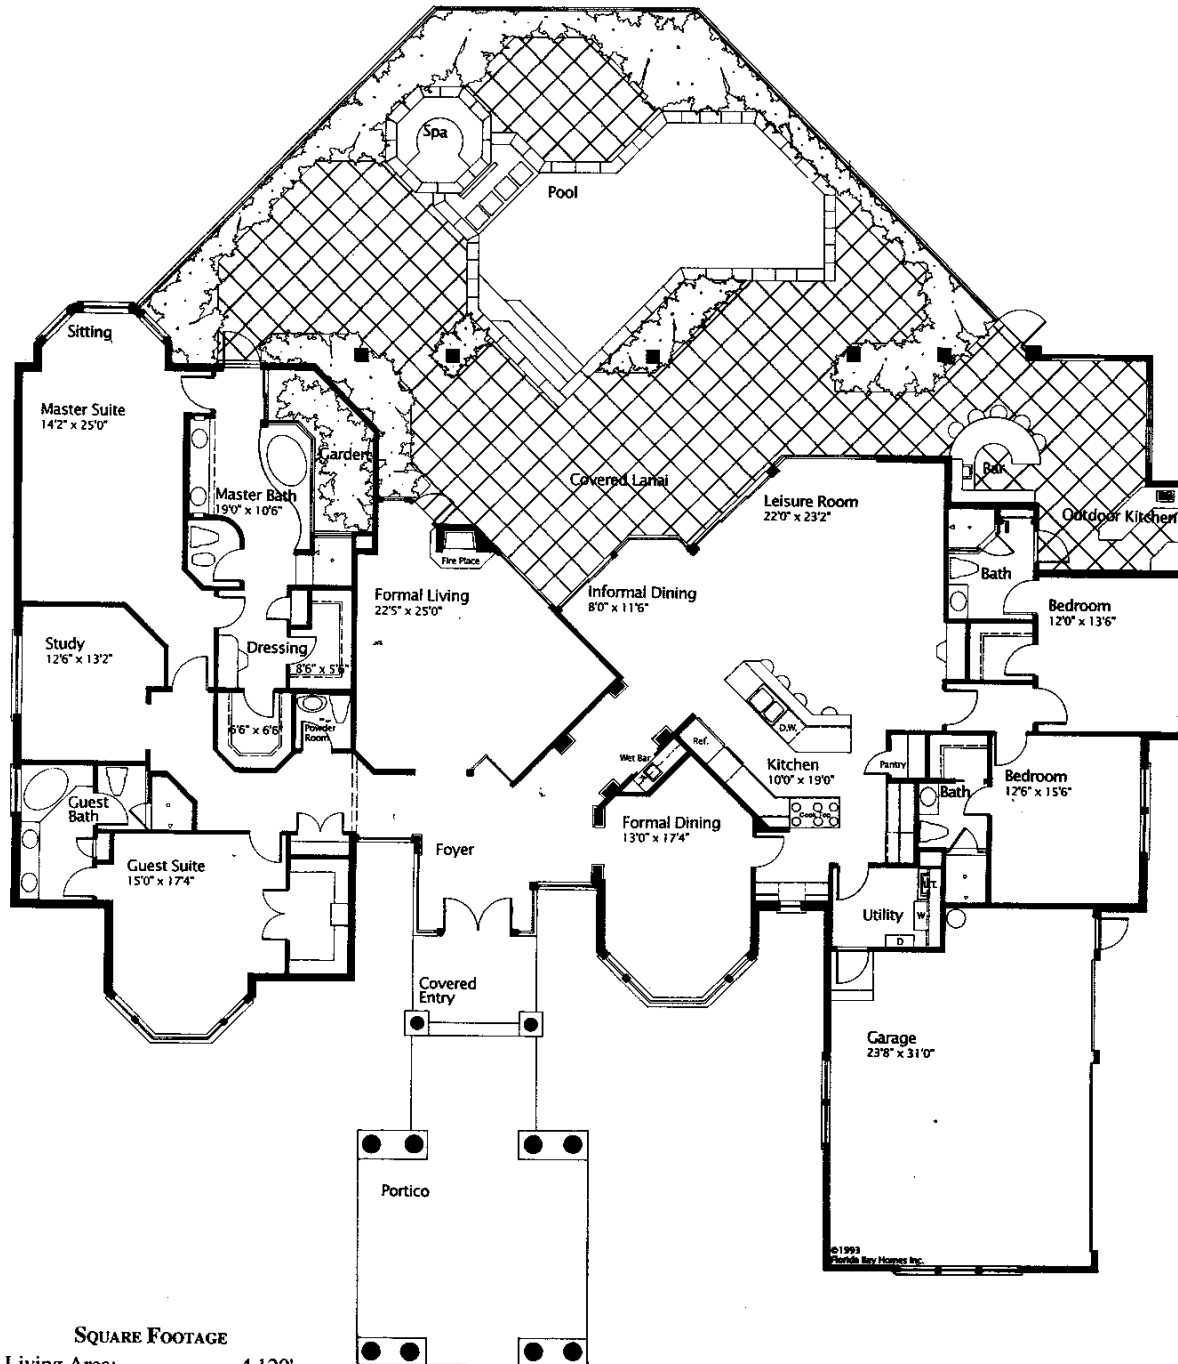 Spa
Pool
Sitting
Master Suite
14'2" x 25'0"
Garden
Master Bath
19'0" x 10'6"
Covered Lanai
Leisure Room
22'0" x 23'2"
Bar
Outdoor Kitchen
Fire Place
Formal Living
22'5" x 25'0"
Informal Dining
8'0" x 11'6"
Bath
Bedroom
12'0" x 13'6"
Study
12'6" x 13'2"
Dressing
8'6" x 5'6"
6'6" x 6'6"
Powder
Room
D.W.
Ref.
Wet Bar
Kitchen
10'0" x 19'0"
Pantry
Bedroom
12'6" x 15'6"
Bath
Guest
Bath
Cook Top
Formal Dining
13'0" x 17'4"
Foyer
Guest Suite
15'0" x 17'4"
Utility
W.
D
Covered
Entry
Garage
23'8" x 31'0"
Portico
©1993
Florida Bay Homes Inc.
SQUARE FOOTAGE
Living Area: 4,120'